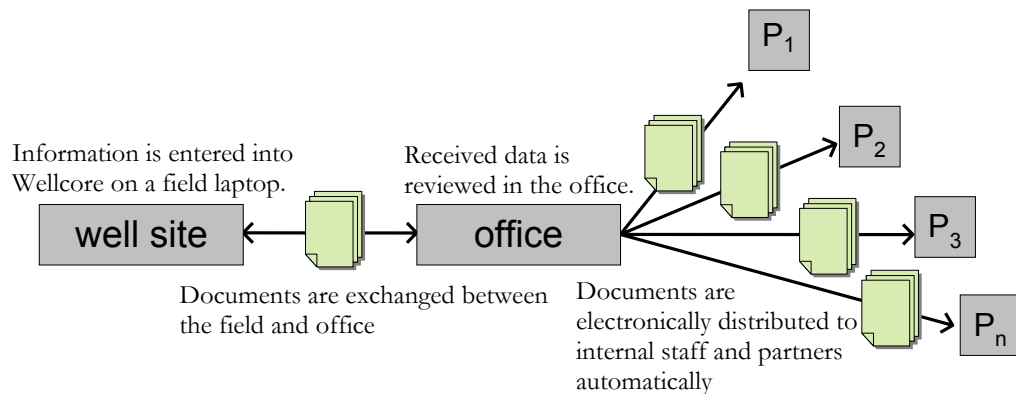 P1
P2
Information is entered into
Wellcore on a field laptop.
Received data is
reviewed in the office.
well site
office
P3
Documents are exchanged between
the field and office
Documents are
electronically distributed to
internal staff and partners
automatically
Pn